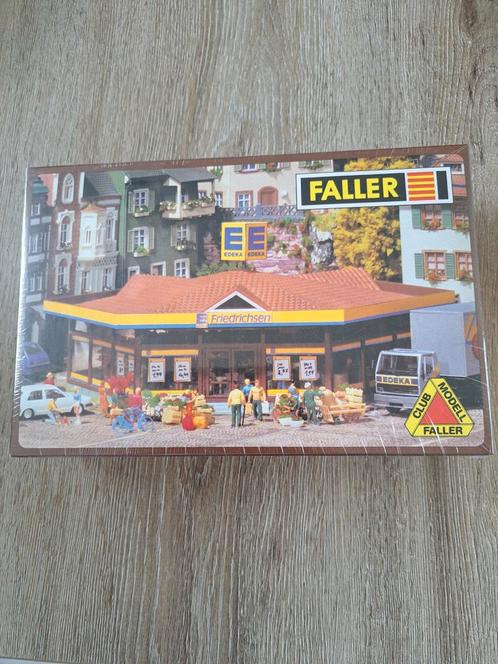 FALLER
E E
EDEKA EDEKA
E Friedrichsen
EDEKA
CLUB
MODELL
FALLER